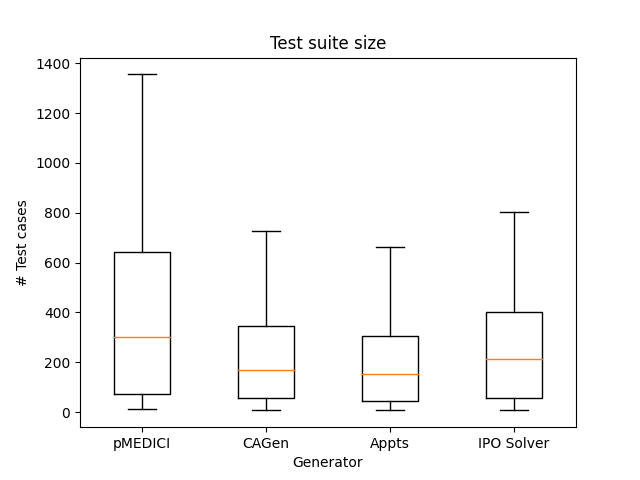 Test suite size
1400
1200
1000
800
600
400
200
0
# Test cases
pMEDICI CAGen Appts IPO Solver
Generator